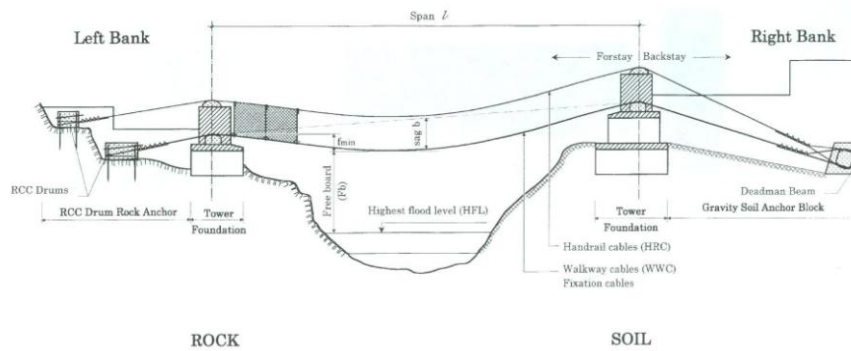 Span l
Left Bank
Right Bank
Forstay Backstay
sag b
fmin
Free board
(Fb)
RCC Drums
Deadman Beam
RCC Drum Rock Anchor
Tower
Foundation
Highest flood level (HFL)
Tower
Foundation
Gravity Soil Anchor Block
Handrail cables (HRC)
Walkway cables (WWC)
Fixation cables
ROCK
SOIL